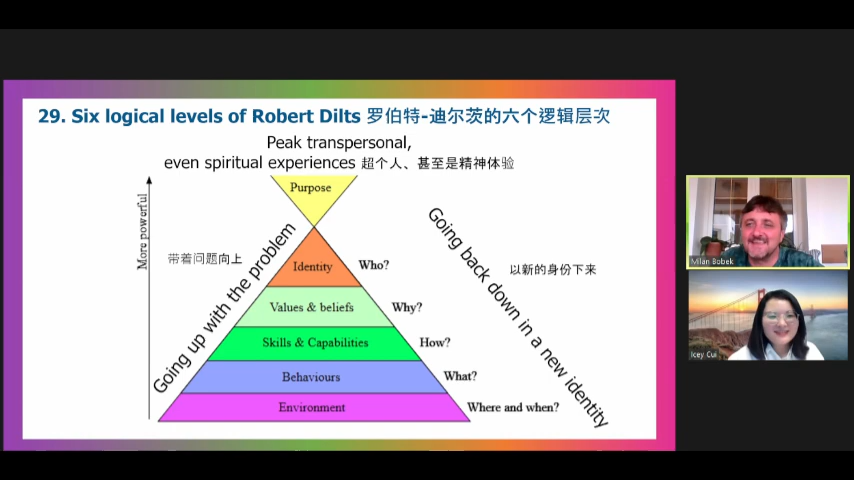 29. Six logical levels of Robert Dilts 罗伯特-迪尔茨的六个逻辑层次
Peak transpersonal,
even spiritual experiences 超个人、甚至是精神体验
Purpose
More powerful
Going up with the problem
带着问题向上
Going back down in a new identity
以新的身份下来
Identity Who?
Values & beliefs Why?
Skills & Capabilities How?
Behaviours What?
Environment Where and when?
Milan Bobek
Icey Cui